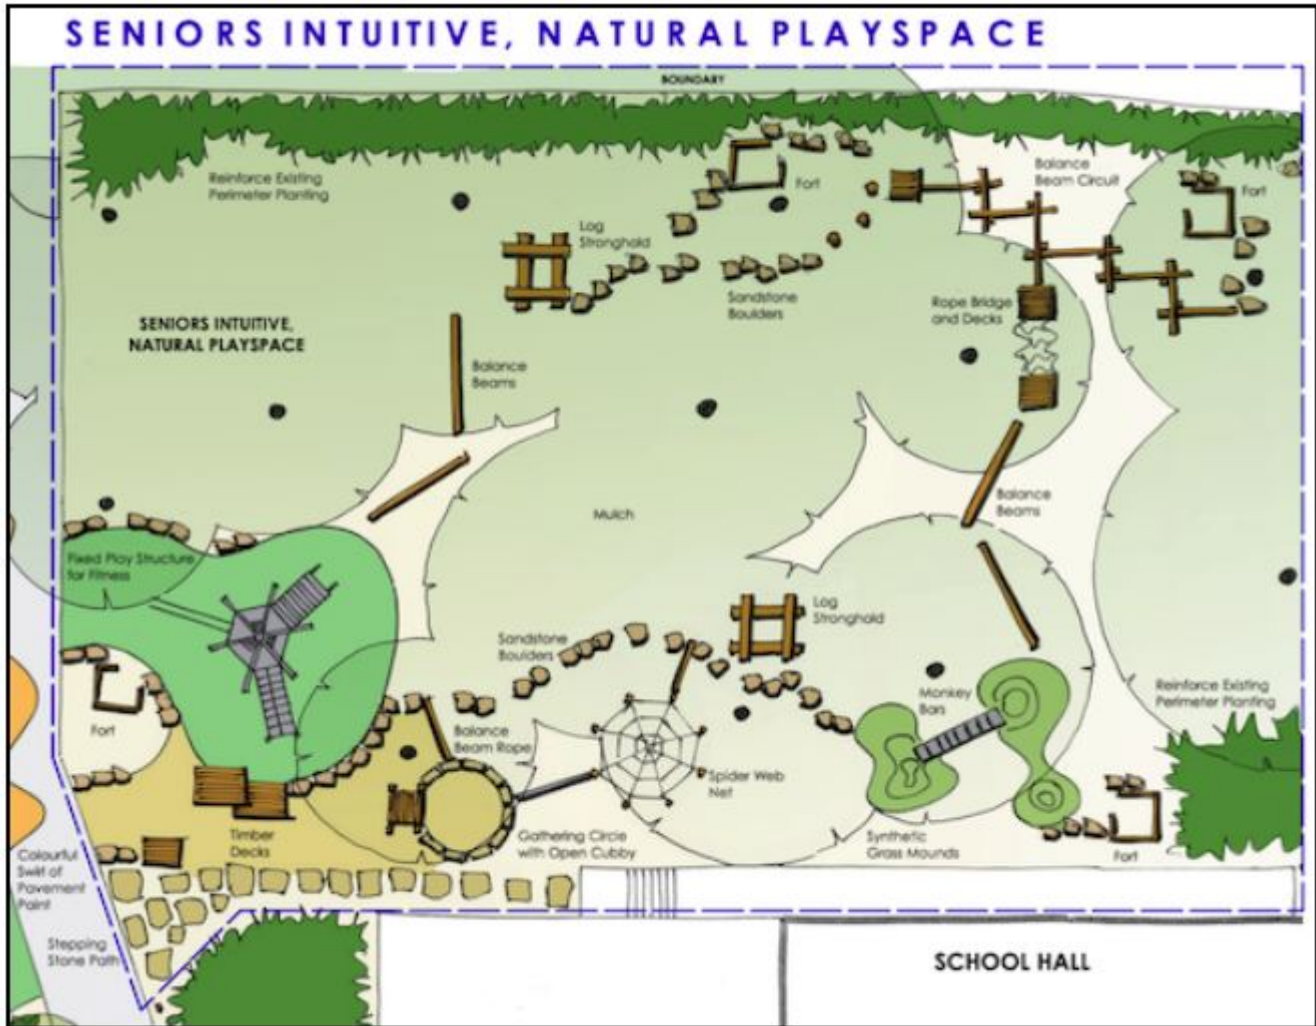 SENIORS INTUITIVE, NATURAL PLAYSPACE
BOUNDARY
Reinforce Existing
Perimeter Planting
Fort
Balance
Beam Circuit
Fort
Log
Stronghold
Sandstone
Boulders
Rope Bridge
and Decks
SENIORS INTUITIVE,
NATURAL PLAYSPACE
Balance
Beams
Balance
Beams
Mulch
Fixed Play Structure
for Fitness
Log
Stronghold
Sandstone
Boulders
Monkey
Bars
Reinforce Existing
Perimeter Planting
Fort
Balance
Beam Rope
Spider Web
Net
Timber
Decks
Gathering Circle
with Open Cubby
Synthetic
Grass Mounds
Fort
Colourful
Swirl of
Pavement
Paint
Stepping
Stone Path
SCHOOL HALL